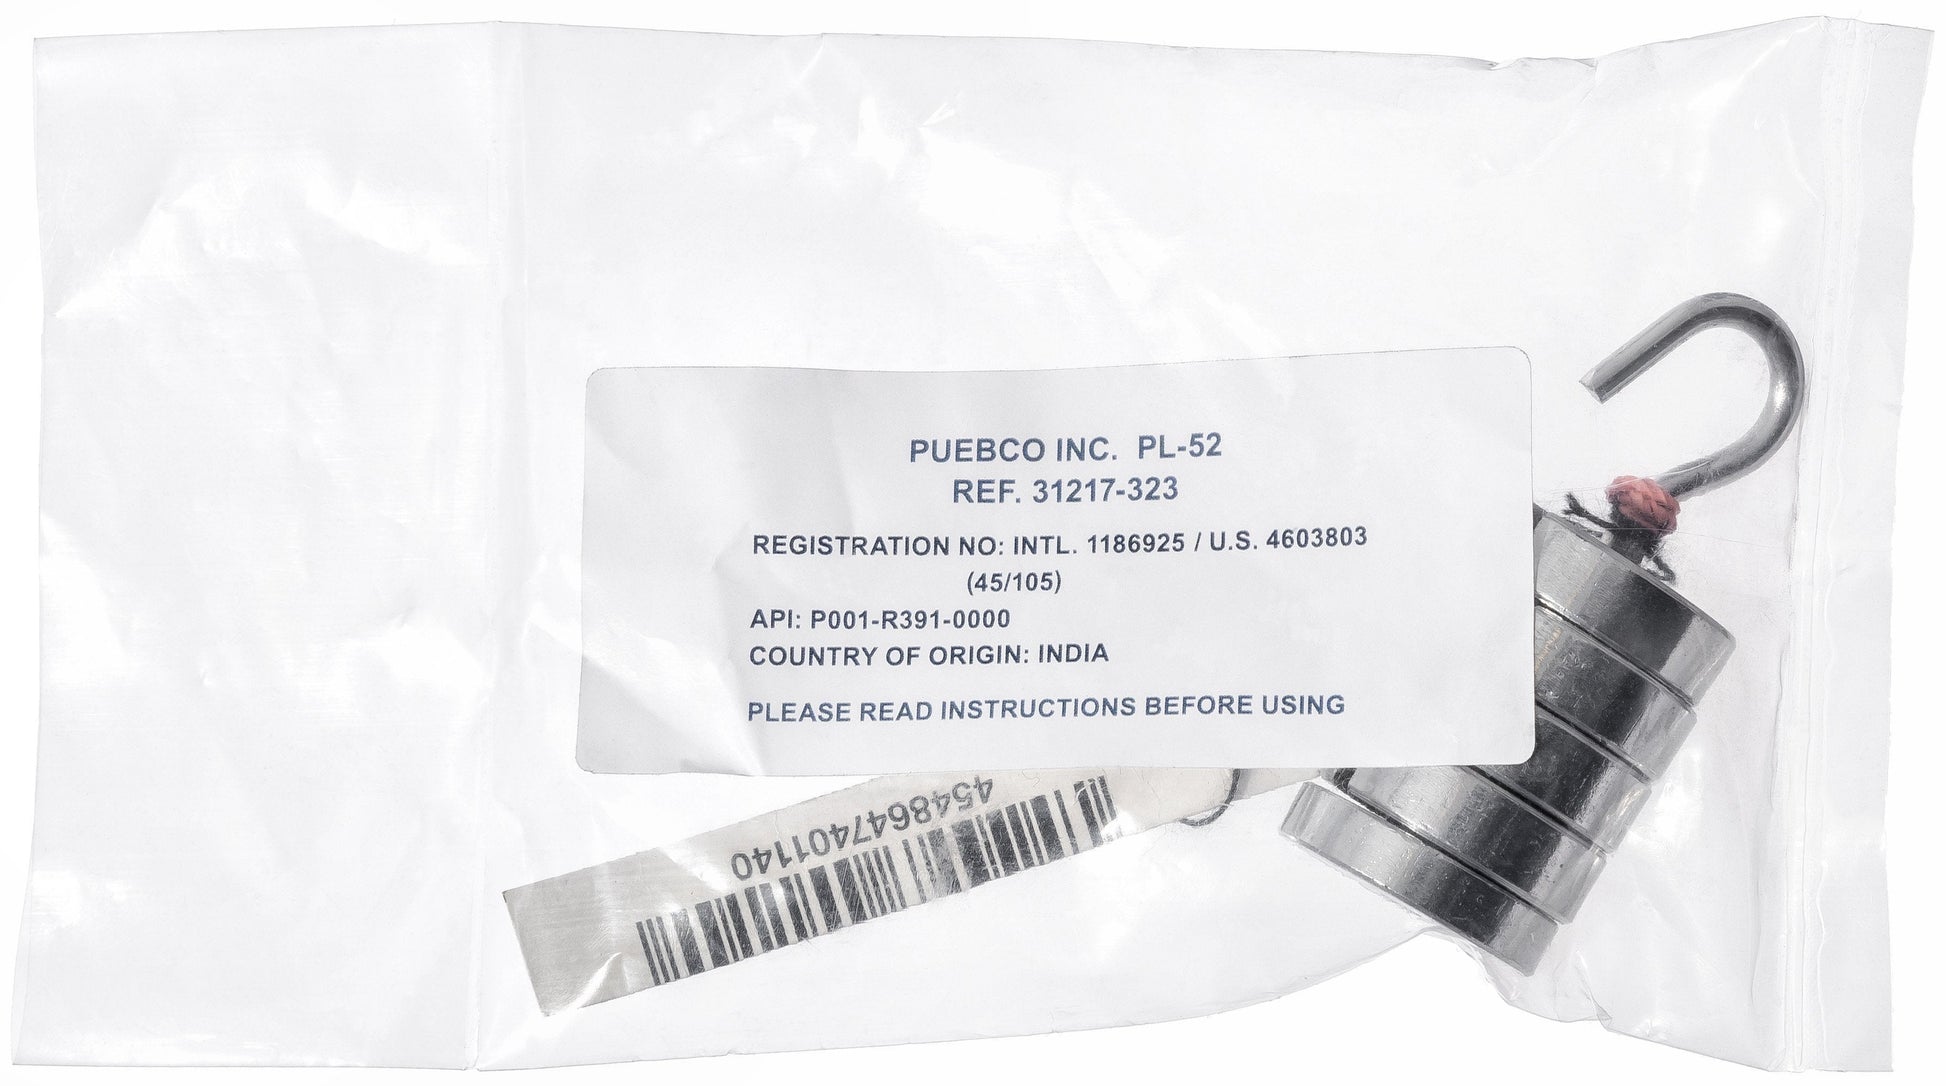 PUEBCO INC. PL-52
REF. 31217-323
REGISTRATION NO: INTL. 1186925 / U.S. 4603803
(45/105)
API: P001-R391-0000
COUNTRY OF ORIGIN: INDIA
PLEASE READ INSTRUCTIONS BEFORE USING
4548647401140